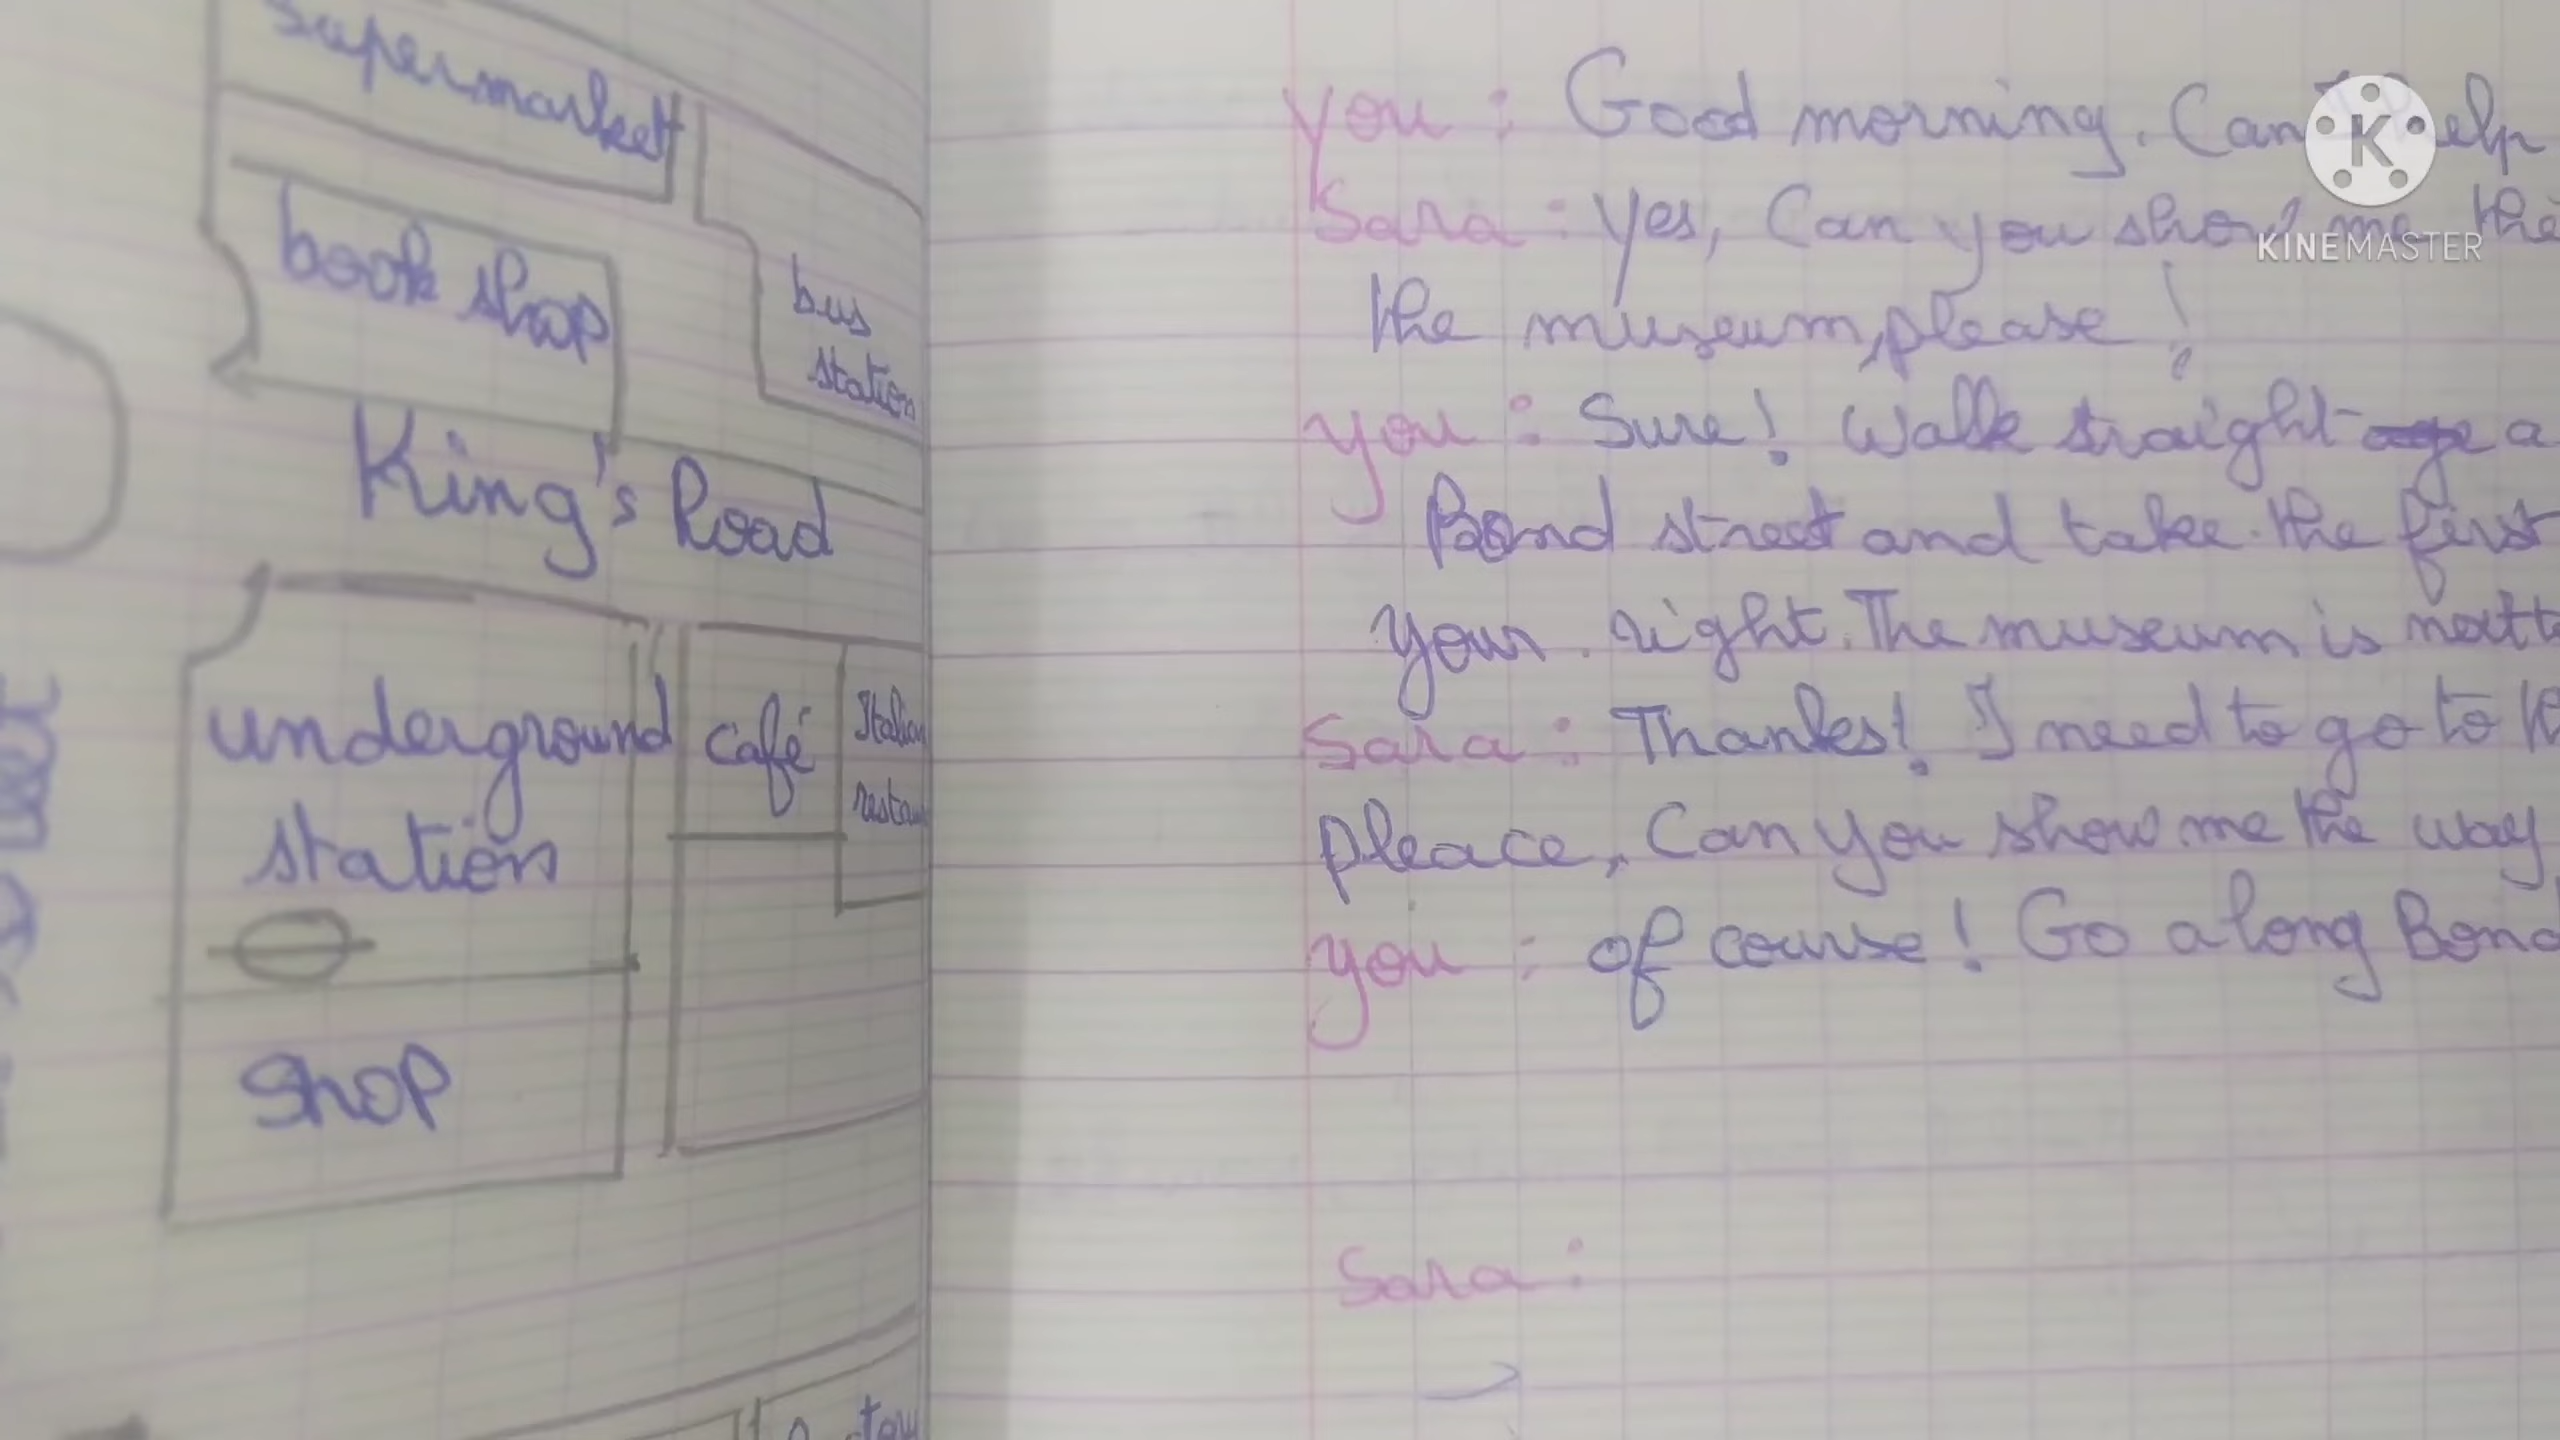 supermarkett
book shop
bus
station
King's Road
underground
station
café
Italian
shop
you : Good morning. Can I help
Sara : yes, Can you show me the
the museum, please !
you : Sure! Walk straight a
Bond street and take the first
your right. The museum is
Sara : Thanks! I need to go to
pleace, Can you show me the way
you : of course ! Go along Bond
Sara :
K
KINEMASTER